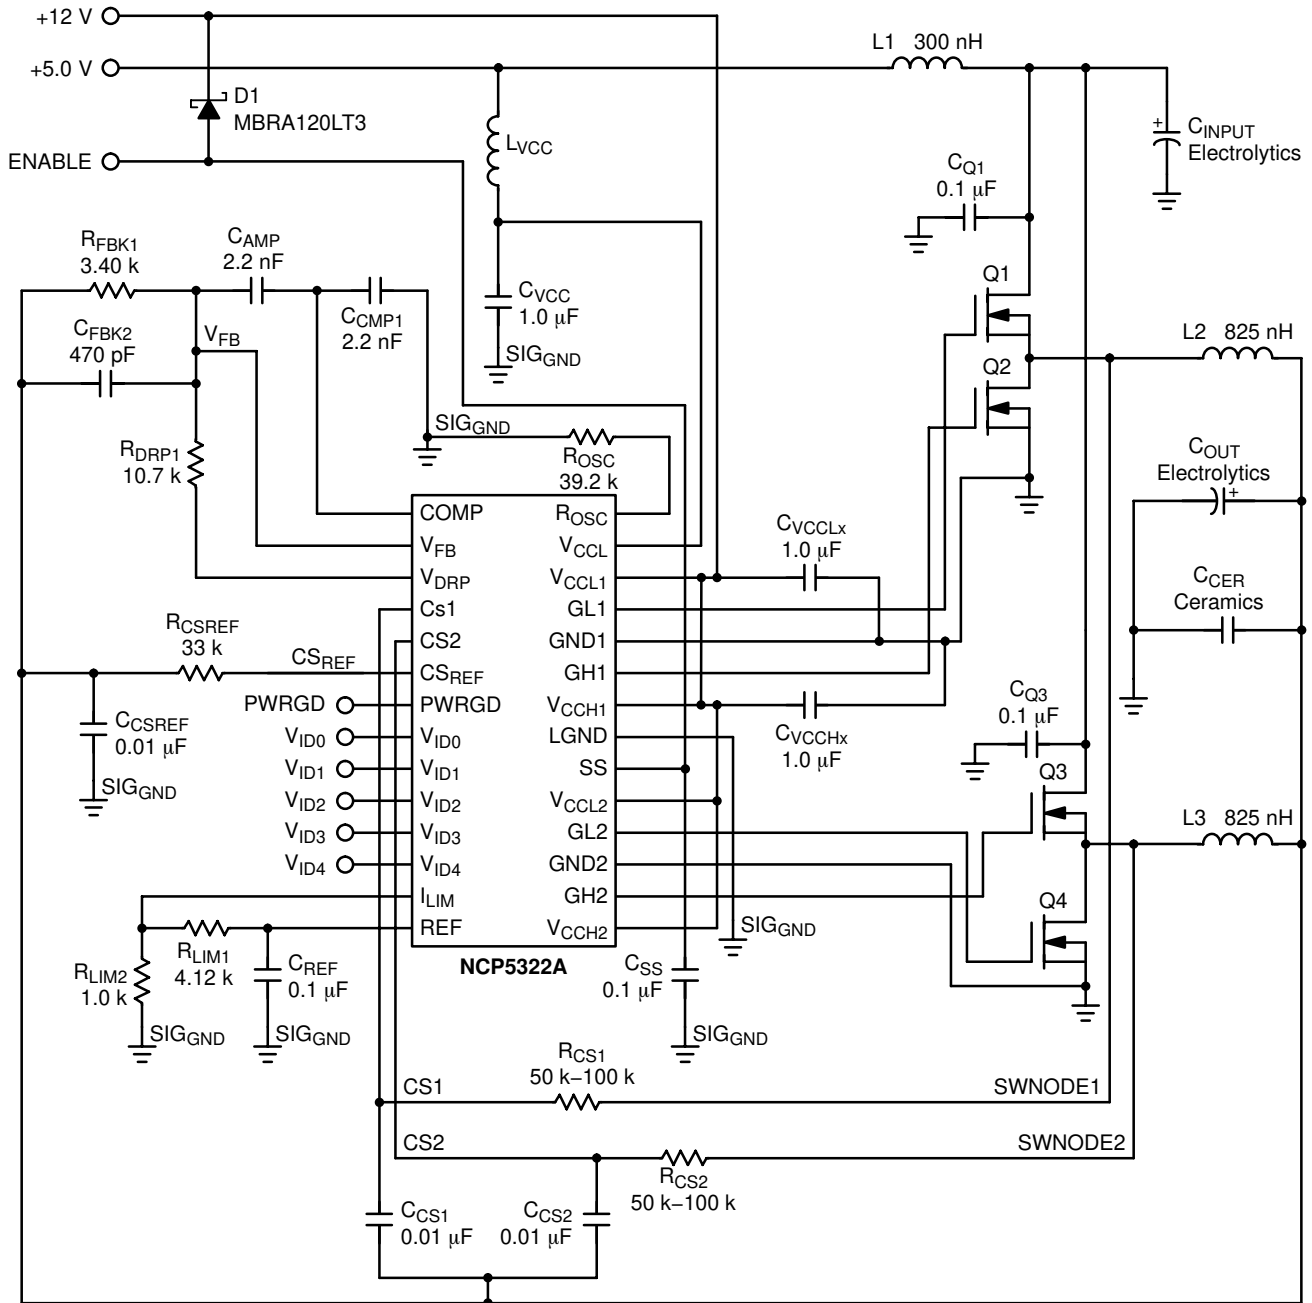 +12 V
+5.0 V
D1
MBRA120LT3
ENABLE
LVCC
L1 300 nH
CINPUT
Electrolytics
CQ1
0.1 μF
RFBK1
3.40 k
CAMP
2.2 nF
CCMP1
2.2 nF
CFBK2
470 pF
VFB
CVCC
1.0 μF
SIGGND
Q1
Q2
L2 825 nH
RDRP1
10.7 k
SIGGND
ROSC
39.2 k
COUT
Electrolytics
CCER
Ceramics
COMP
VFB
VDRP
Cs1
CS2
CSREF
PWRGD
VID0
VID1
VID2
VID3
VID4
ILIM
REF
ROSC
VCCL
VCCL1
GL1
GND1
GH1
VCCH1
LGND
SS
VCCL2
GL2
GND2
GH2
VCCH2
NCP5322A
CVCCLx
1.0 μF
CVCCHx
1.0 μF
RCSREF
33 k
CSREF
CCSREF
0.01 μF
SIGGND
PWRGD
VID0
VID1
VID2
VID3
VID4
CQ3
0.1 μF
Q3
Q4
L3 825 nH
RLIM2
1.0 k
RLIM1
4.12 k
CREF
0.1 μF
SIGGND
SIGGND
SIGGND
CSS
0.1 μF
SIGGND
RCS1
50 k–100 k
CS1
SWNODE1
CS2
SWNODE2
RCS2
50 k–100 k
CCS1
0.01 μF
CCS2
0.01 μF